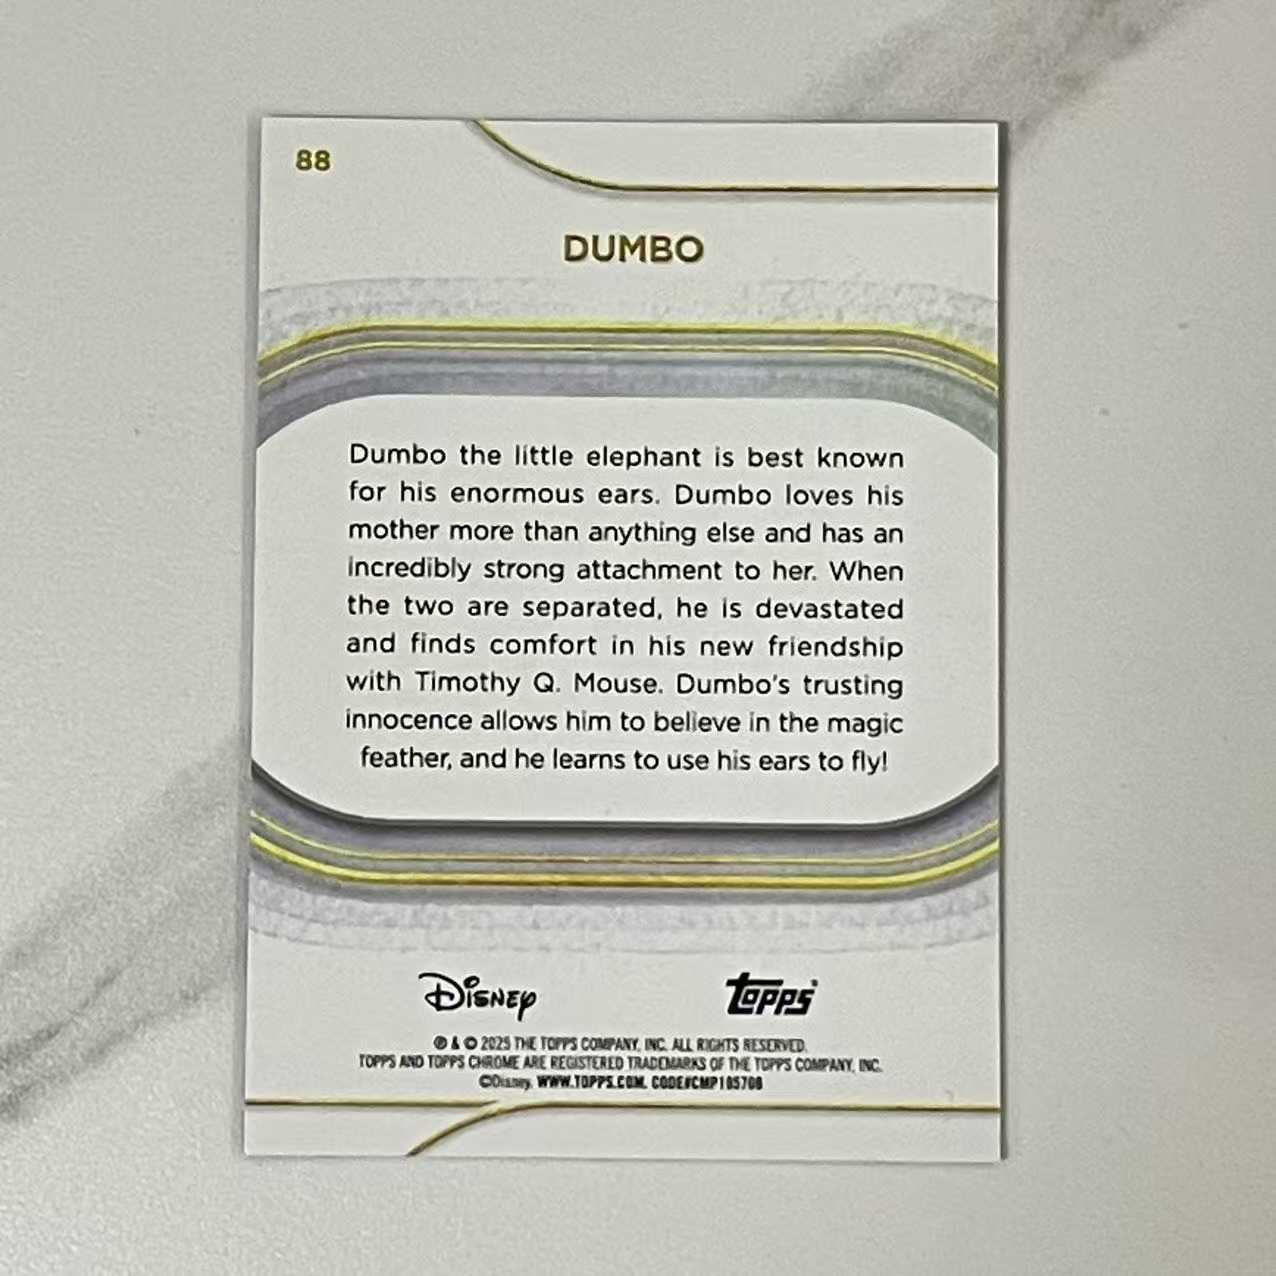 88
DUMBO
Dumbo the little elephant is best known
for his enormous ears. Dumbo loves his
mother more than anything else and has an
incredibly strong attachment to her. When
the two are separated, he is devastated
and finds comfort in his new friendship
with Timothy Q. Mouse. Dumbo's trusting
innocence allows him to believe in the magic
feather, and he learns to use his ears to fly!
Disney topps
® & © 2025 THE TOPPS COMPANY, INC. ALL RIGHTS RESERVED.
TOPPS AND TOPPS CHROME ARE REGISTERED TRADEMARKS OF THE TOPPS COMPANY, INC.
©Disney. WWW.TOPPS.COM. CODE#CMP105708